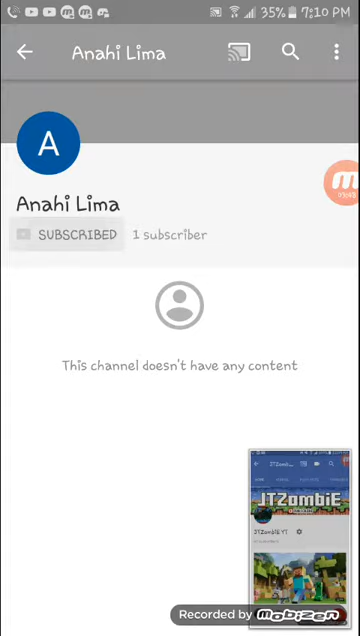 35% 7:10 PM
Anahi Lima
A
Anahi Lima
SUBSCRIBED 1 subscriber
This channel doesn't have any content
JTZombi...
JTZOMBIE
JTZombIE YT
Recorded by MOBIZEN